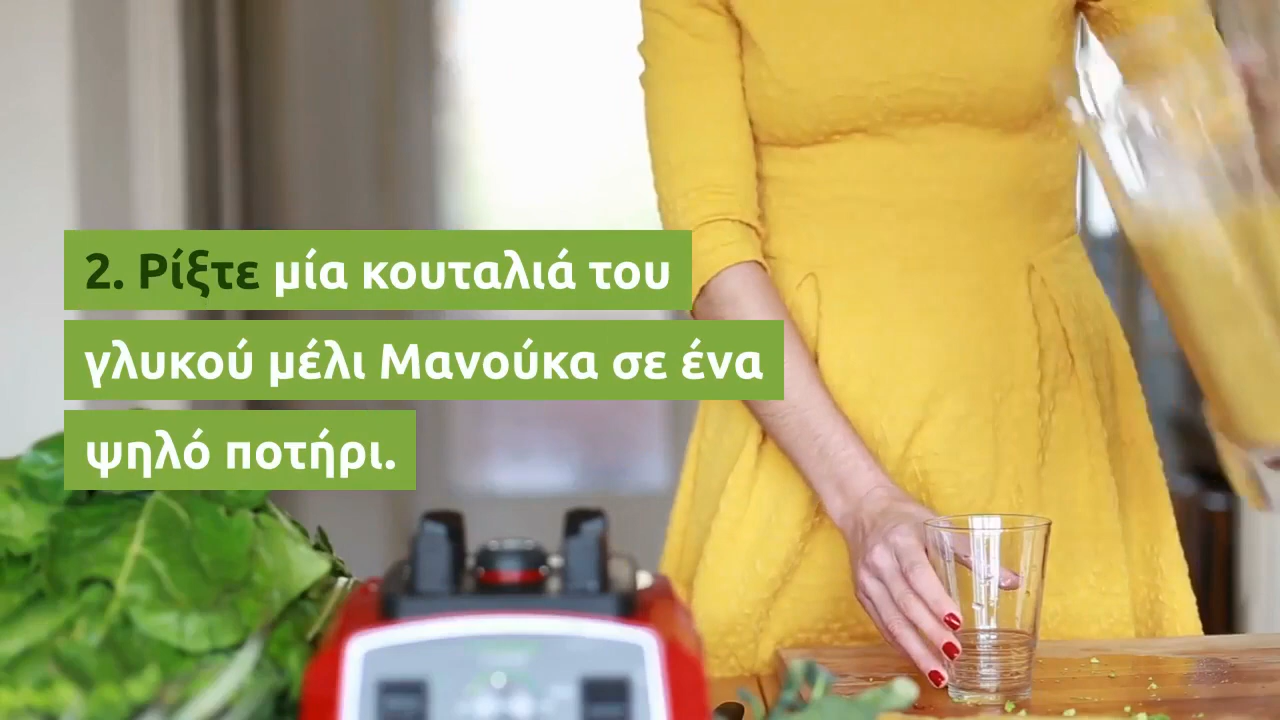 2. Ρίξτε μία κουταλιά του
γλυκού μέλι Μανούκα σε ένα
ψηλό ποτήρι.